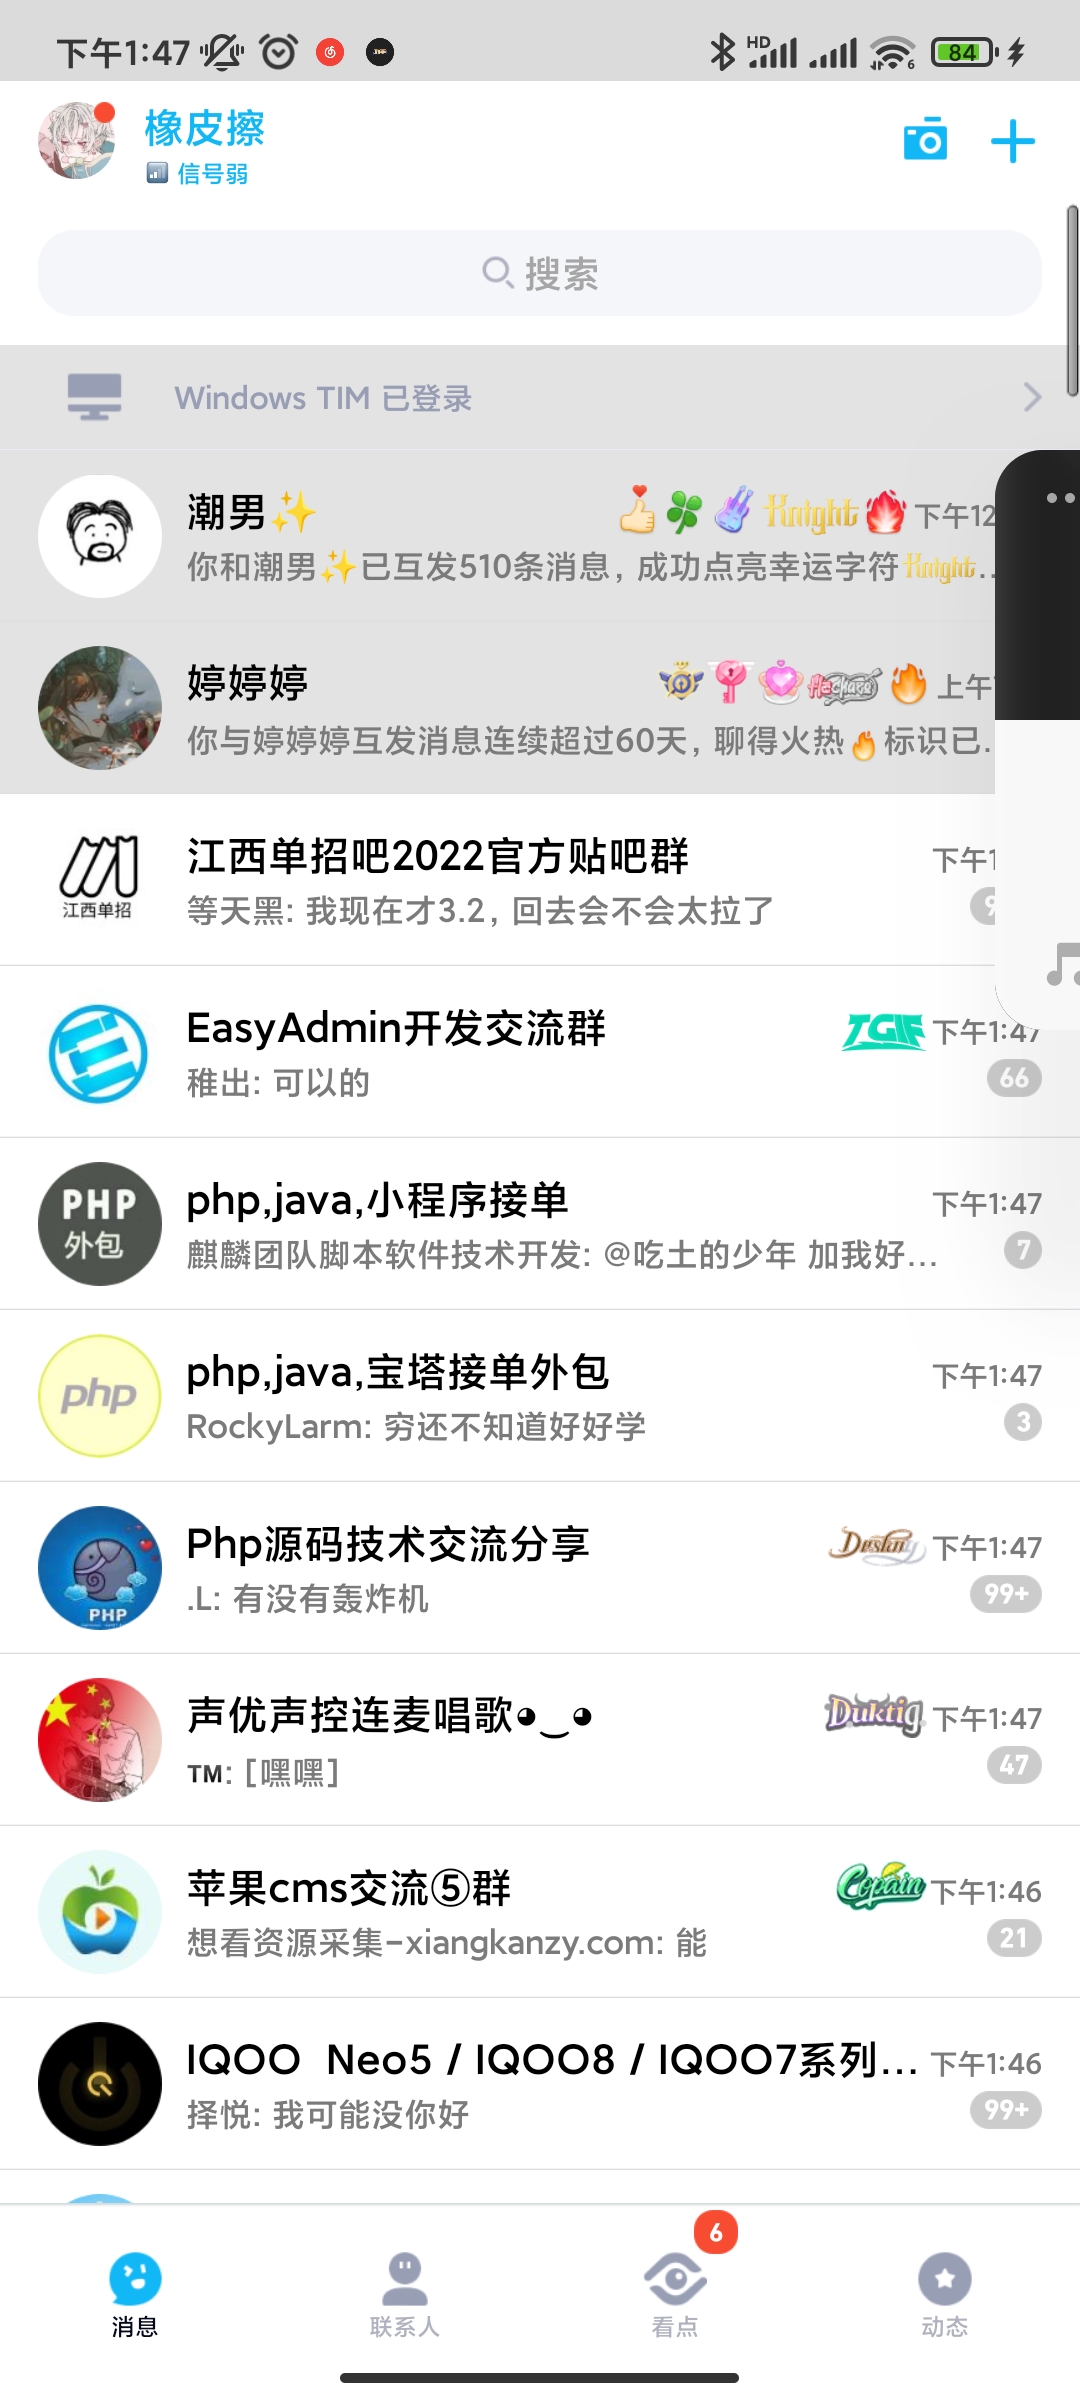 下午1:47
HD
6
84
橡皮擦
信号弱
搜索
Windows TIM 已登录
潮男✨
Knight
下午12
你和潮男✨已互发510条消息, 成功点亮幸运字符Knight...
婷婷婷
Hechas
上午
你与婷婷婷互发消息连续超过60天, 聊得火热🔥标识已...
江西单招
江西单招吧2022官方贴吧群
下午1
等天黑: 我现在才3.2, 回去会不会太拉了
9
EasyAdmin开发交流群
TGIF
下午1:47
稚出: 可以的
66
PHP
外包
php,java,小程序接单
下午1:47
麒麟团队脚本软件技术开发: @吃土的少年 加我好...
7
php
php,java,宝塔接单外包
下午1:47
RockyLarm: 穷还不知道好好学
3
PHP
Php源码技术交流分享
Destiny
下午1:47
.L: 有没有轰炸机
99+
声优声控连麦唱歌◕‿◕
Duktig
下午1:47
™: [嘿嘿]
47
苹果cms交流⑤群
Copain
下午1:46
想看资源采集-xiangkanzy.com: 能
21
IQOO Neo5 / IQOO8 / IQOO7系列...
下午1:46
择悦: 我可能没你好
99+
6
消息
联系人
看点
动态